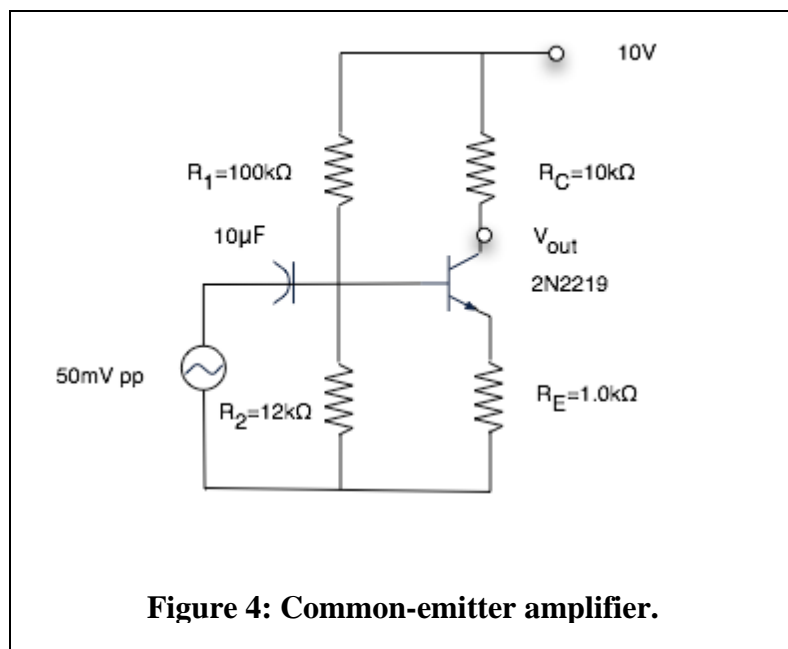 10V
R1=100kΩ
RC=10kΩ
10µF
Vout
2N2219
50mV pp
R2=12kΩ
RE=1.0kΩ
Figure 4: Common-emitter amplifier.